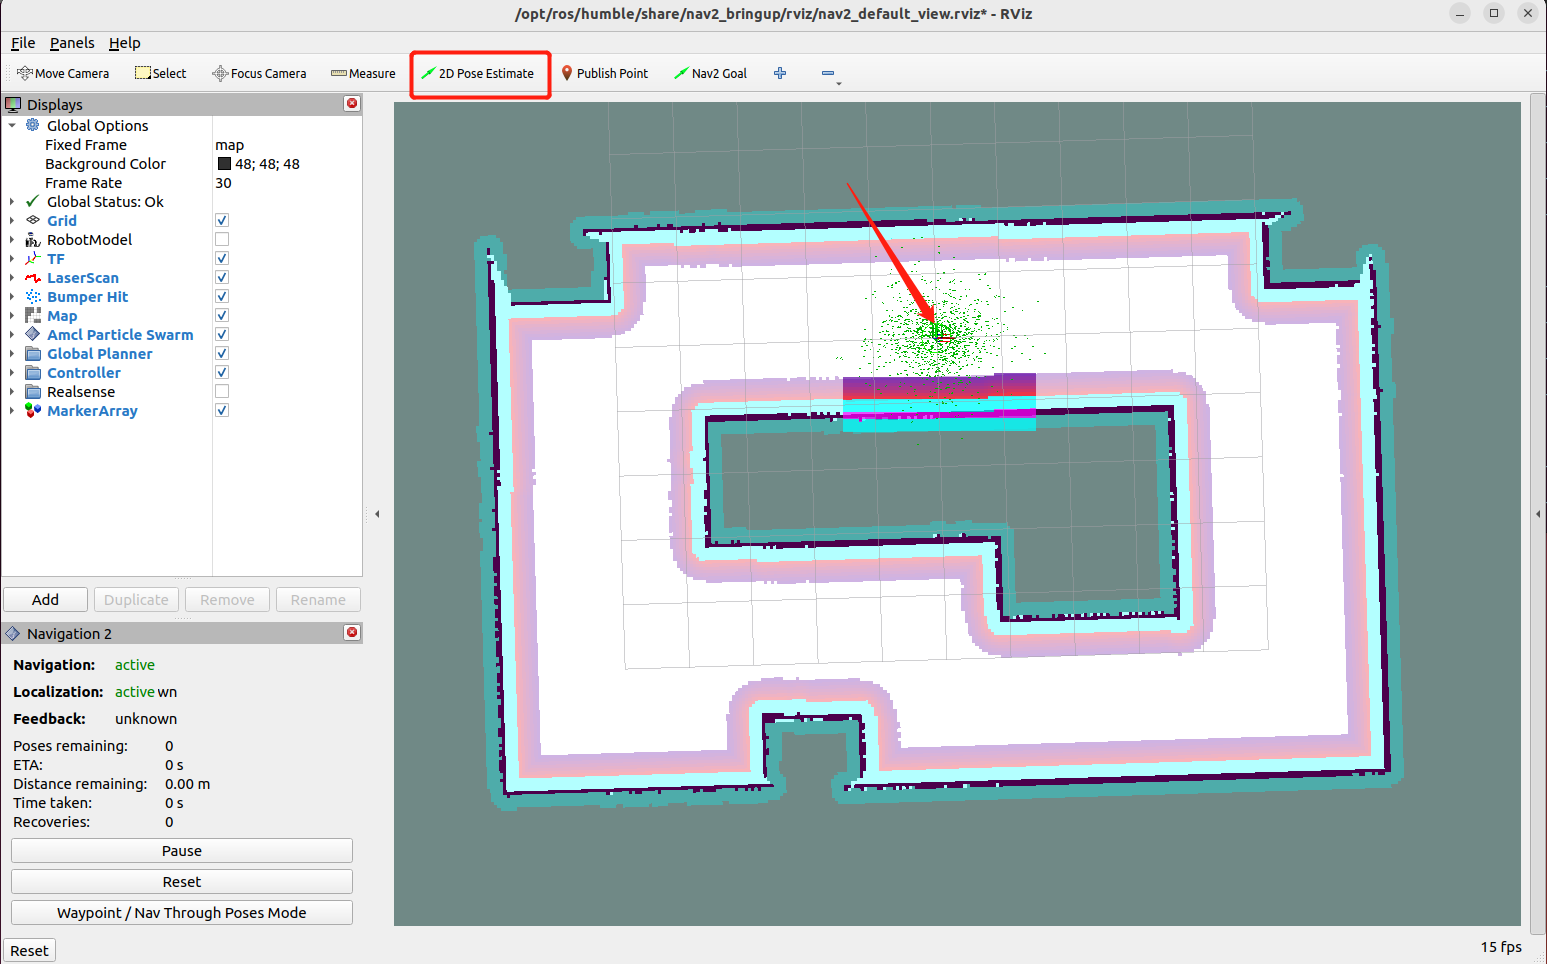 /opt/ros/humble/share/nav2_bringup/rviz/nav2_default_view.rviz* - RViz
File Panels Help
Move Camera Select Focus Camera Measure 2D Pose Estimate Publish Point Nav2 Goal
Displays
Global Options
Fixed Frame map
Background Color 48; 48; 48
Frame Rate 30
Global Status: Ok
Grid
RobotModel
TF
LaserScan
Bumper Hit
Map
Amcl Particle Swarm
Global Planner
Controller
Realsense
MarkerArray
Add Duplicate Remove Rename
Navigation 2
Navigation: active
Localization: active wn
Feedback: unknown
Poses remaining: 0
ETA: 0 s
Distance remaining: 0.00 m
Time taken: 0 s
Recoveries: 0
Pause
Reset
Waypoint / Nav Through Poses Mode
Reset
15 fps